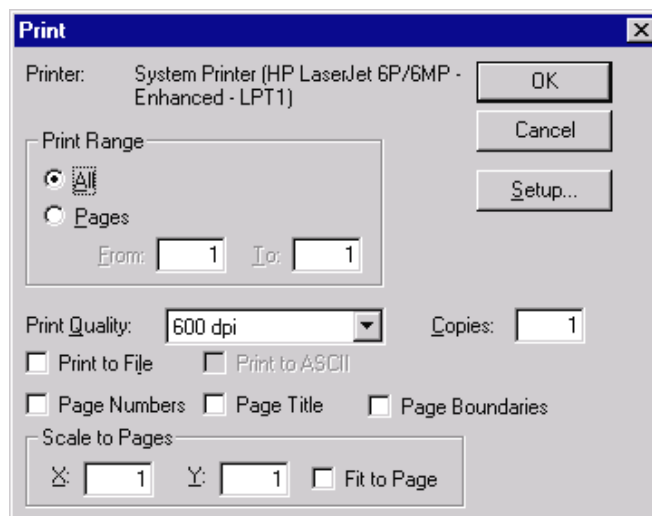 Print
Printer: System Printer (HP LaserJet 6P/6MP -
Enhanced - LPT1)
OK
Cancel
Setup...
Print Range
All
Pages
From: 1 To: 1
Print Quality: 600 dpi Copies: 1
Print to File Print to ASCII
Page Numbers Page Title Page Boundaries
Scale to Pages
X: 1 Y: 1 Fit to Page